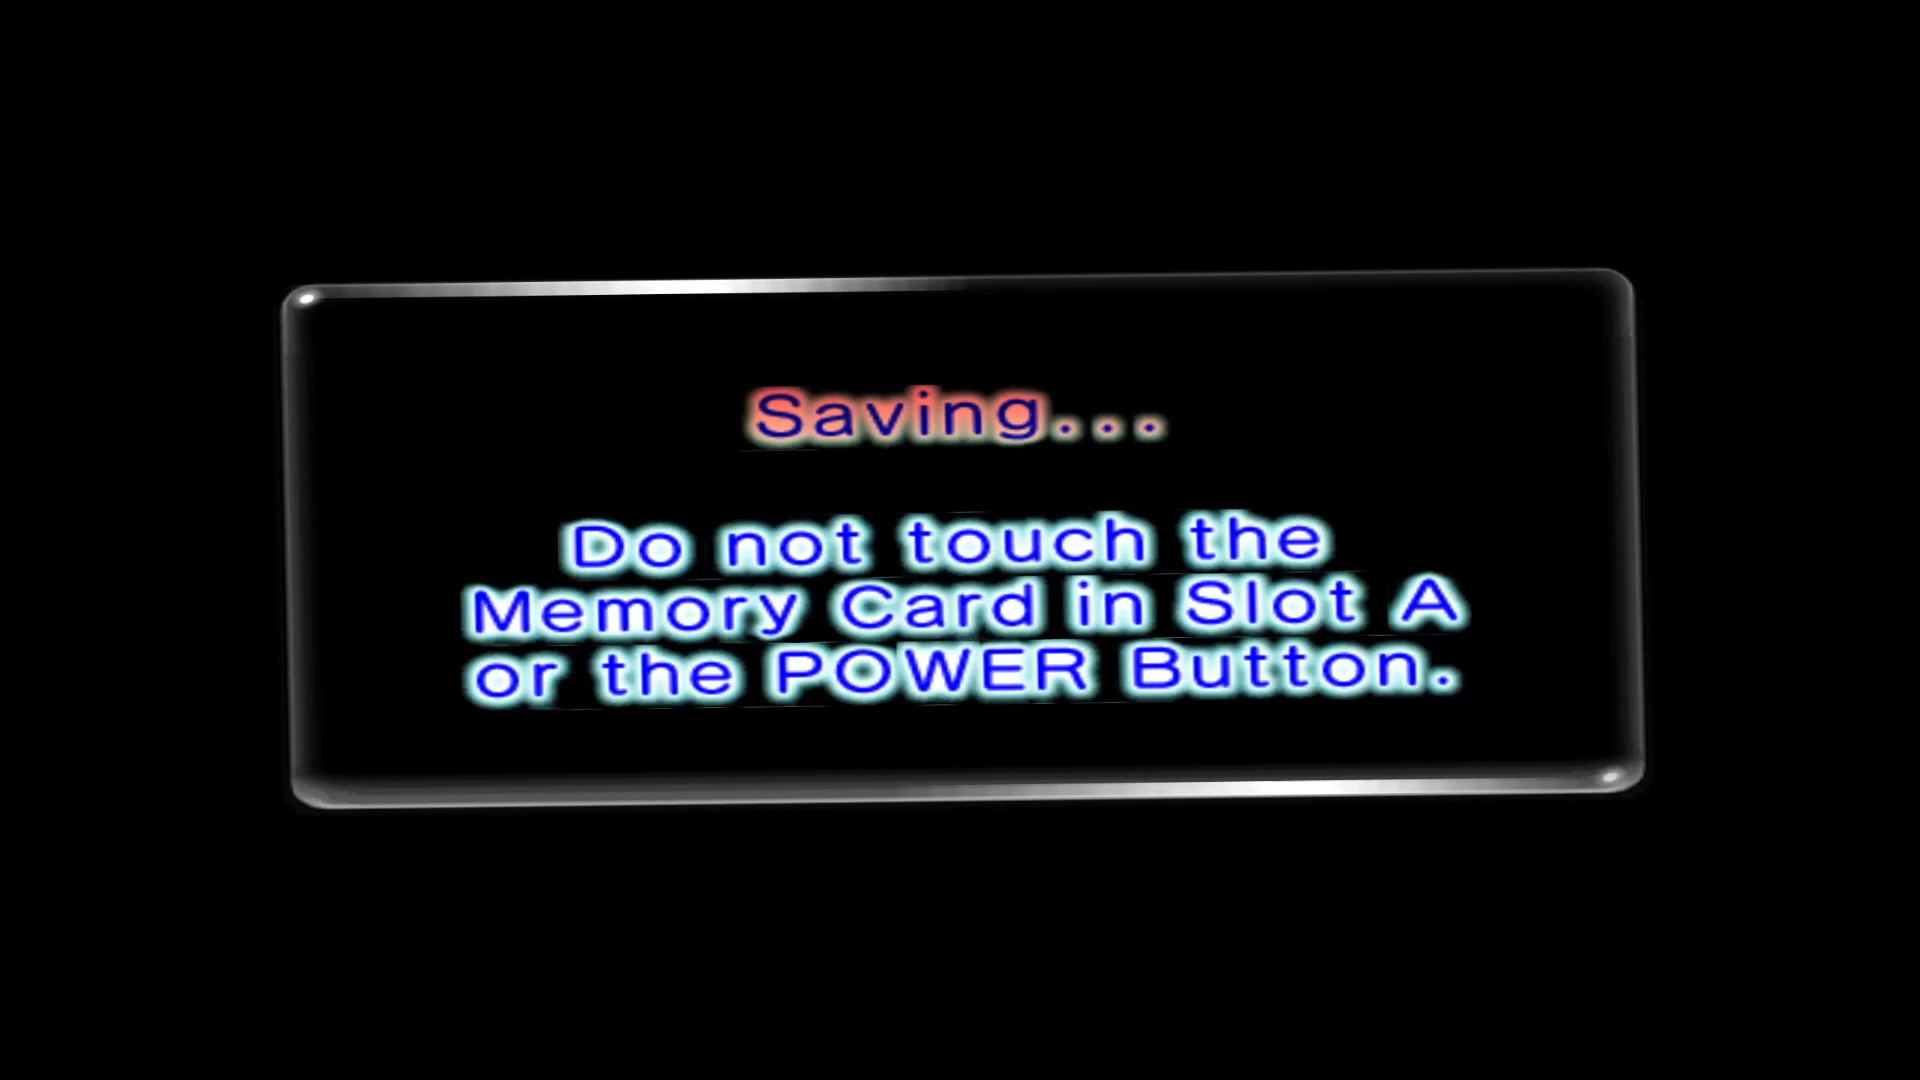 Saving...
Do not touch the
Memory Card in Slot A
or the POWER Button.